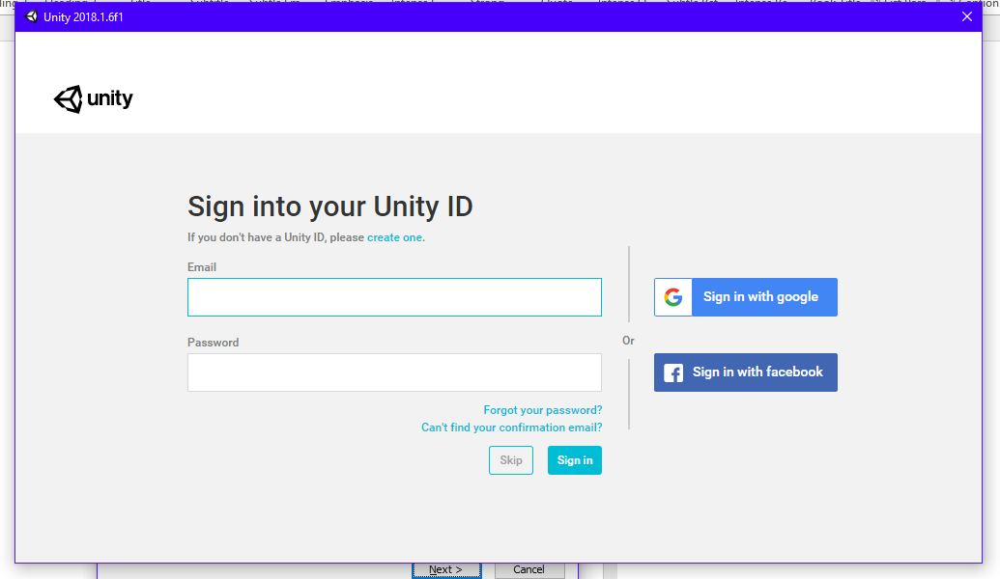 Unity 2018.1.6f1
unity
Sign into your Unity ID
If you don't have a Unity ID, please create one.
Email
Sign in with google
Or
Password
Sign in with facebook
Forgot your password?
Can't find your confirmation email?
Skip
Sign in
Next >
Cancel